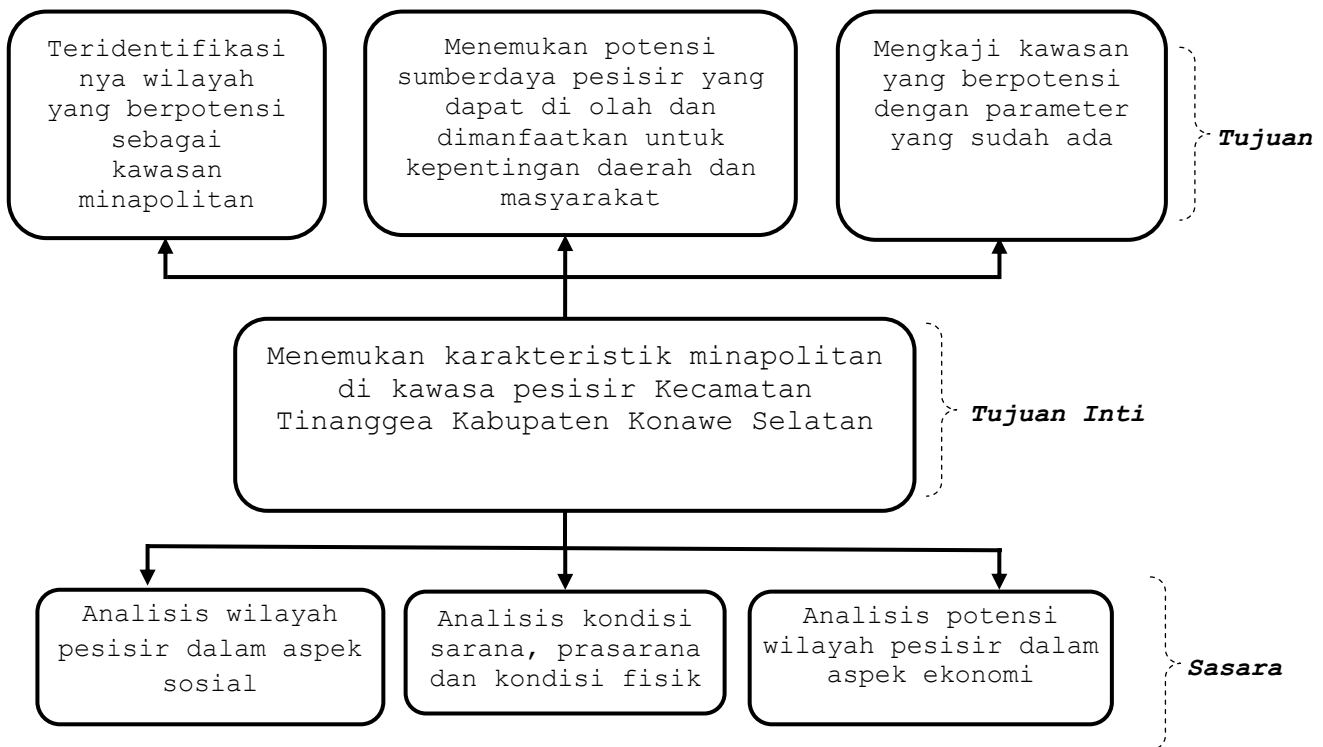 Teridentifikasi
nya wilayah
yang berpotensi
sebagai
kawasan
minapolitan
Menemukan potensi
sumberdaya pesisir yang
dapat di olah dan
dimanfaatkan untuk
kepentingan daerah dan
masyarakat
Mengkaji kawasan
yang berpotensi
dengan parameter
yang sudah ada
Tujuan
Menemukan karakteristik minapolitan
di kawasa pesisir Kecamatan
Tinanggea Kabupaten Konawe Selatan
Tujuan Inti
Analisis wilayah
pesisir dalam aspek
sosial
Analisis kondisi
sarana, prasarana
dan kondisi fisik
Analisis potensi
wilayah pesisir dalam
aspek ekonomi
Sasara